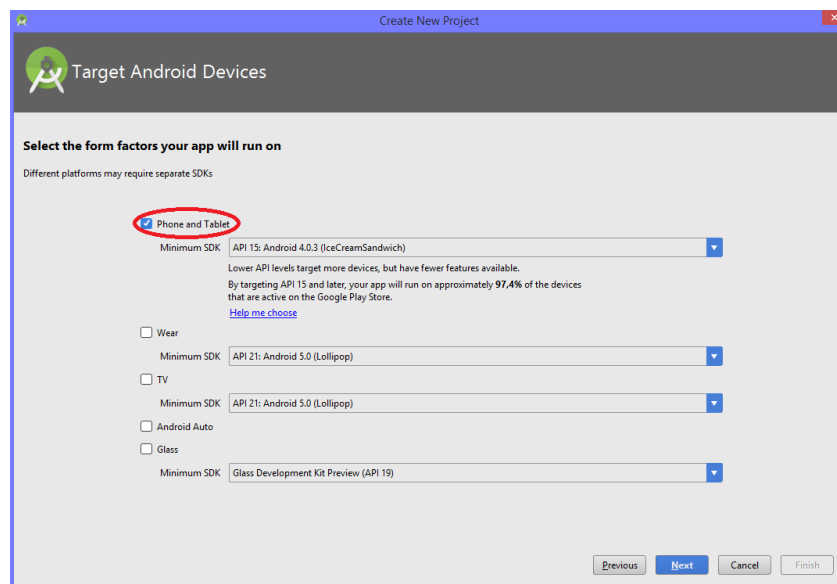 Create New Project
Target Android Devices
Select the form factors your app will run on
Different platforms may require separate SDKs
Phone and Tablet
Minimum SDK API 15: Android 4.0.3 (IceCreamSandwich)
Lower API levels target more devices, but have fewer features available.
By targeting API 15 and later, your app will run on approximately 97,4% of the devices
that are active on the Google Play Store.
Help me choose
Wear
Minimum SDK API 21: Android 5.0 (Lollipop)
TV
Minimum SDK API 21: Android 5.0 (Lollipop)
Android Auto
Glass
Minimum SDK Glass Development Kit Preview (API 19)
Previous Next Cancel Finish